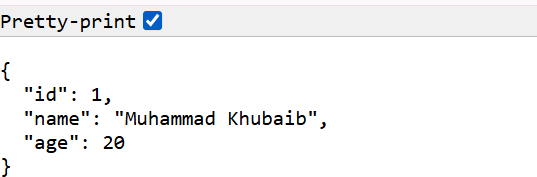 Pretty-print
{
  "id": 1,
  "name": "Muhammad Khubaib",
  "age": 20
}